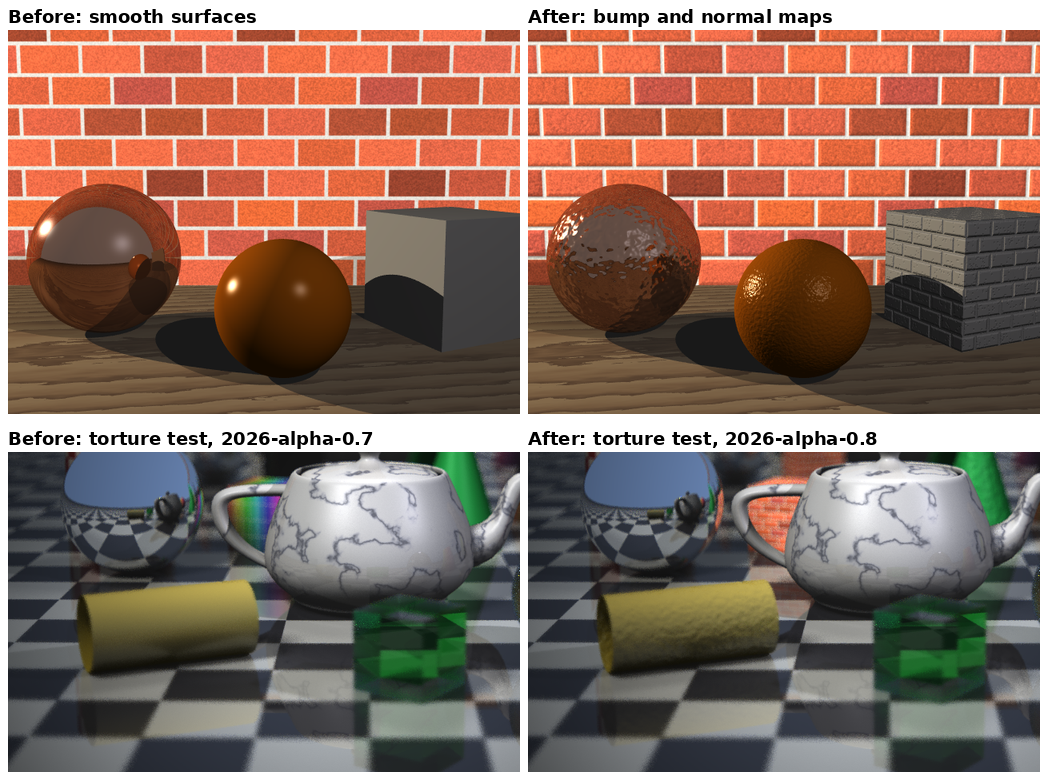 Before: smooth surfaces
After: bump and normal maps
Before: torture test, 2026-alpha-0.7
After: torture test, 2026-alpha-0.8